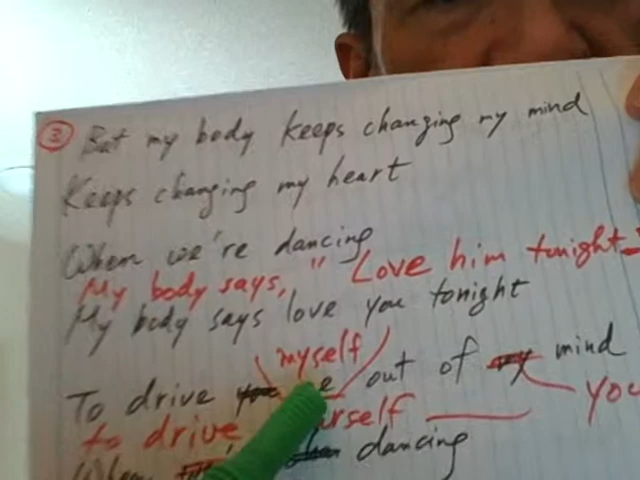 ③ But my body keeps changing my mind
Keeps changing my heart
When we're dancing
My body says, " Love him tonight
My body says love you tonight
myself
To drive out of my mind
you
to drive
When dancing